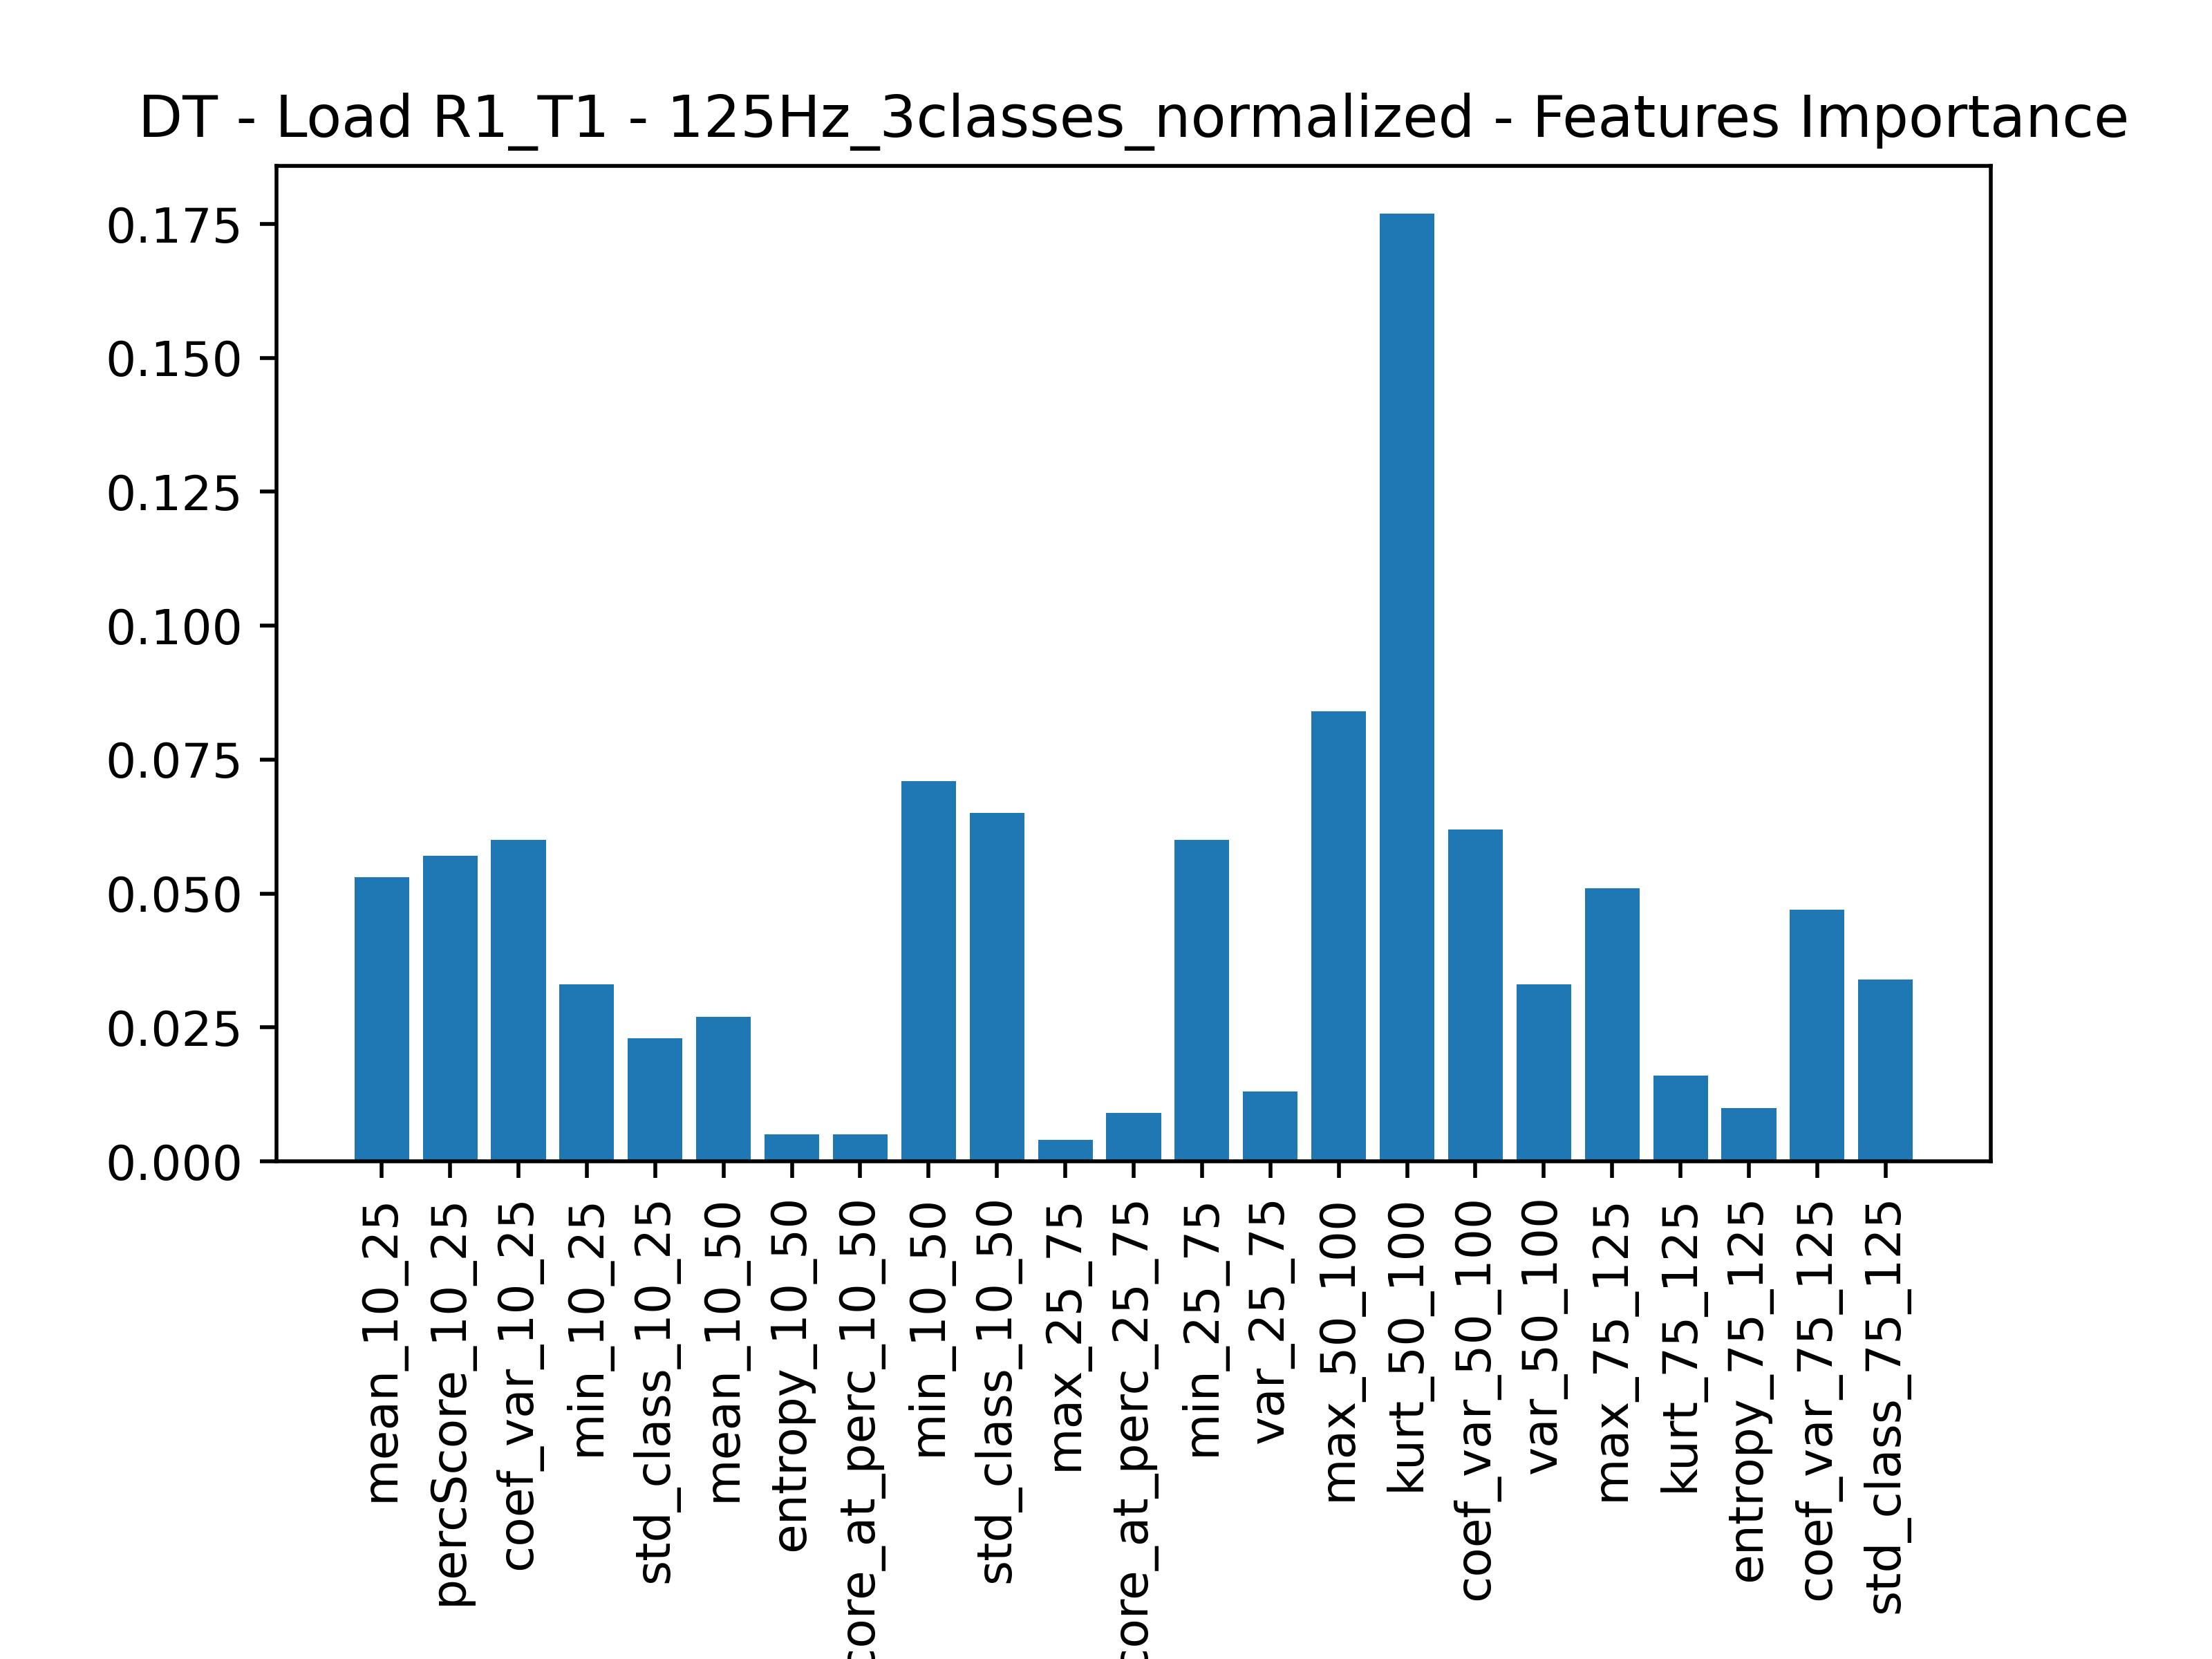 DT - Load R1_T1 - 125Hz_3classes_normalized - Features Importance
0.175
0.150
0.125
0.100
0.075
0.050
0.025
0.000
mean_10_25
percScore_10_25
coef_var_10_25
min_10_25
std_class_10_25
mean_10_50
entropy_10_50
core_at_perc_10_50
min_10_50
std_class_10_50
max_25_75
core_at_perc_25_75
min_25_75
var_25_75
max_50_100
kurt_50_100
coef_var_50_100
var_50_100
max_75_125
kurt_75_125
entropy_75_125
coef_var_75_125
std_class_75_125